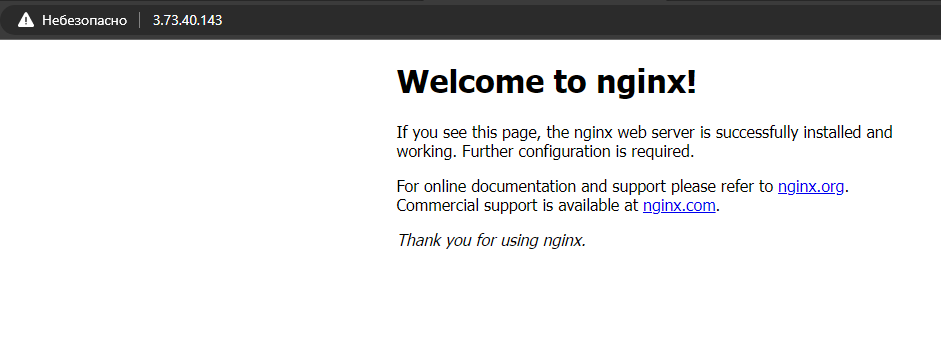 Небезопасно 3.73.40.143
Welcome to nginx!
If you see this page, the nginx web server is successfully installed and
working. Further configuration is required.
For online documentation and support please refer to nginx.org.
Commercial support is available at nginx.com.
Thank you for using nginx.